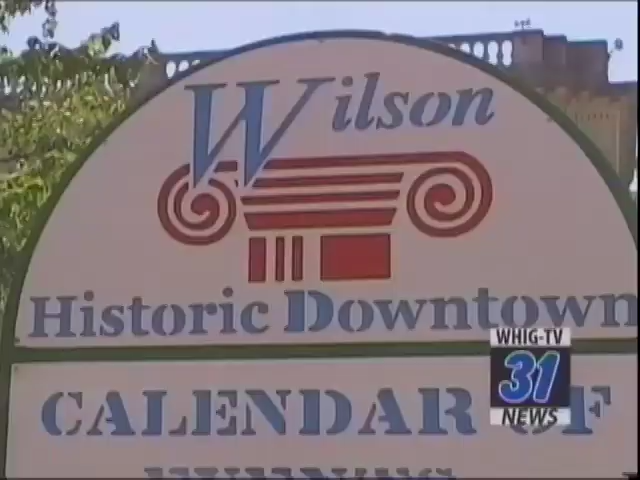 Wilson
Historic Downtown
CALENDAR OF
WHIG-TV
31
NEWS